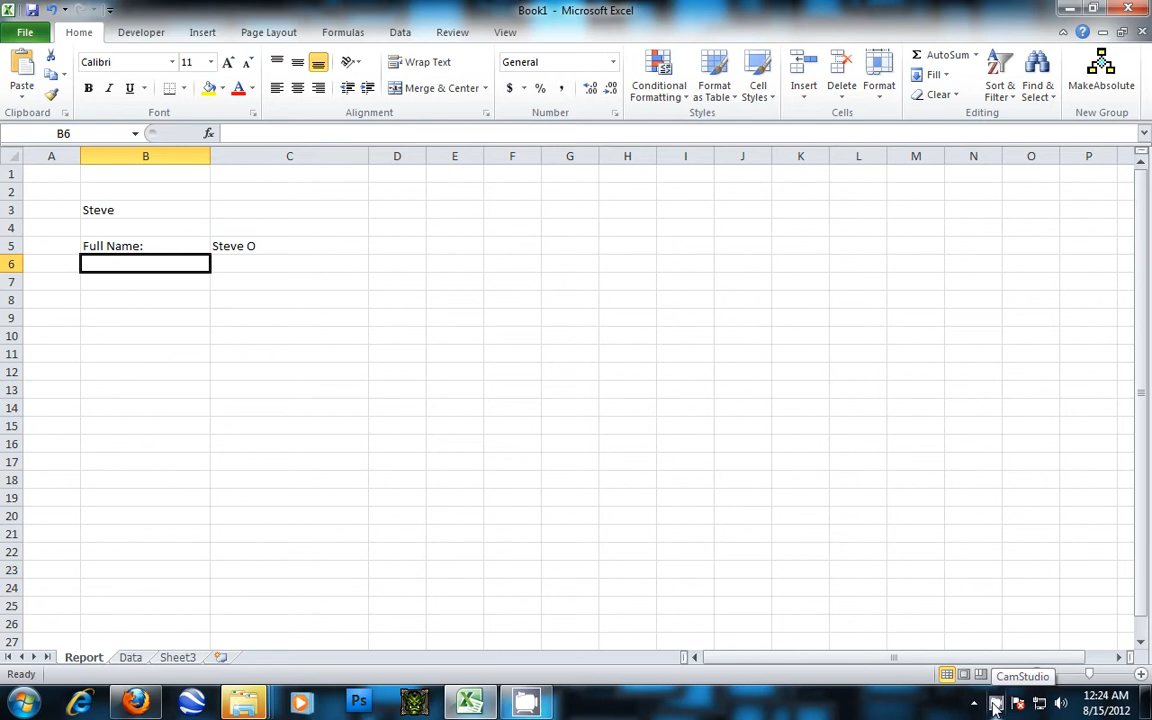 Book1 - Microsoft Excel
File Home Developer Insert Page Layout Formulas Data Review View
Paste
Calibri 11
B I U A
Wrap Text
Merge & Center
General
$ % ,
Conditional Formatting
Format as Table
Cell Styles
Insert Delete Format
Σ AutoSum
Fill
Clear
Sort & Filter
Find & Select
MakeAbsolute
Clipboard Font Alignment Number Styles Cells Editing New Group
B6 fx
A B C D E F G H I J K L M N O P
1
2
3 Steve
4
5 Full Name: Steve O
6
7
8
9
10
11
12
13
14
15
16
17
18
19
20
21
22
23
24
25
26
27
Report Data Sheet3
Ready
CamStudio
Ps
12:24 AM
8/15/2012